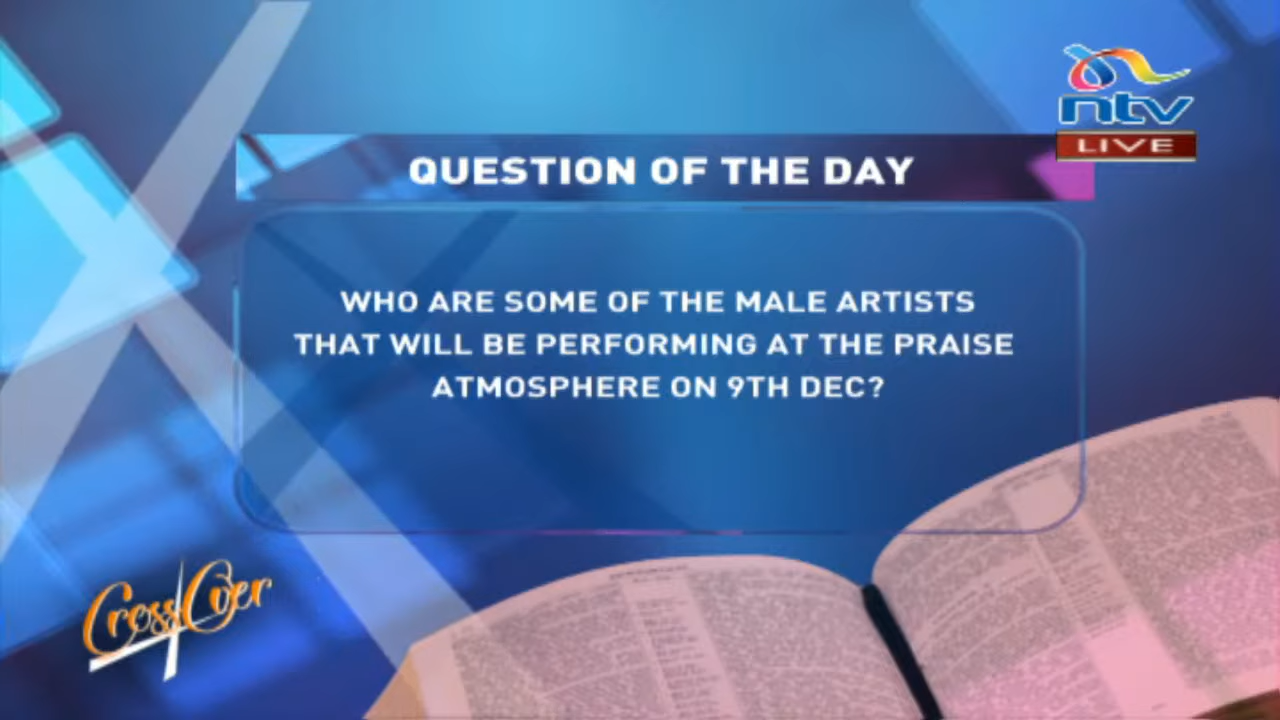 ntv
LIVE
QUESTION OF THE DAY
WHO ARE SOME OF THE MALE ARTISTS
THAT WILL BE PERFORMING AT THE PRAISE
ATMOSPHERE ON 9TH DEC?
CrossOver